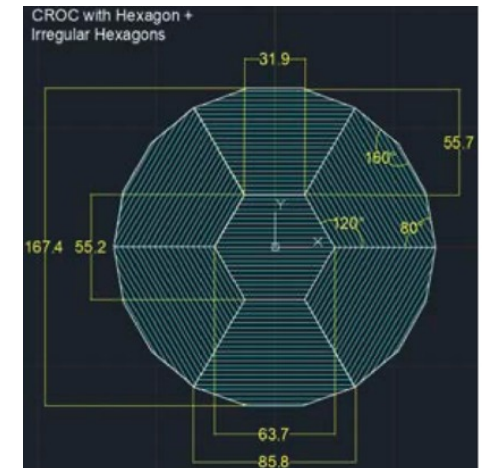 CROC with Hexagon +
Irregular Hexagons
31.9
55.7
160°
120°
80°
Y
X
167.4
55.2
63.7
85.8